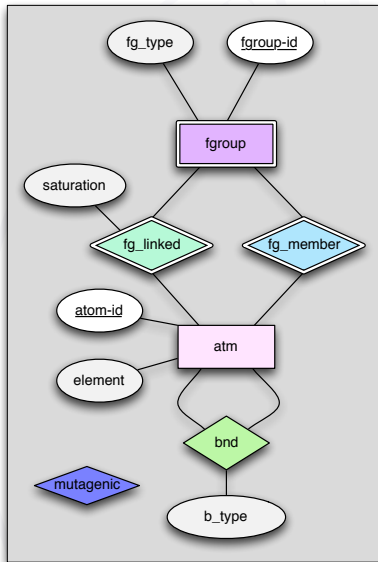 fg_type
fgroup-id
fgroup
saturation
fg_linked
fg_member
atom-id
atm
element
bnd
mutagenic
b_type